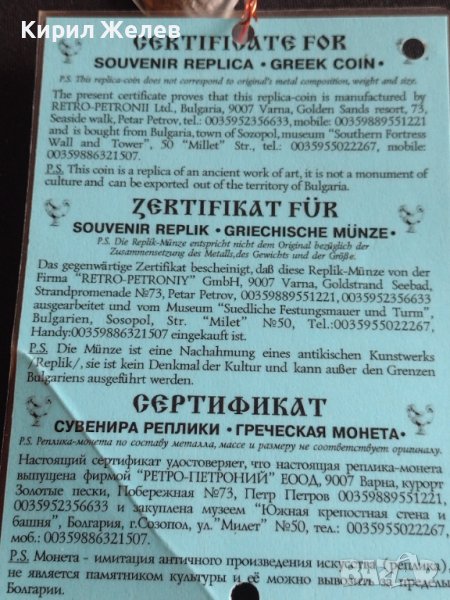 Кирил Желев
CERTIFICATE FOR
SOUVENIR REPLICA • GREEK COIN •
P.S. This replica-coin does not correspond to original's metal composition, weight and size.
The present certificate proves that this replica-coin is manufactured by
RETRO-PETRONII Ltd., Bulgaria, 9007 Varna, Golden Sands resort, 73,
Seaside walk, Petar Petrov, tel.: 0035952356633, mobile: 00359889551221
and is bought from Bulgaria, town of Sozopol, museum "Southern Fortress
Wall and Tower", 50 "Millet" Str., tel.: 0035955022267, mobile:
00359886321507.
P.S. This coin is a replica of an ancient work of art, it is not a monument of
culture and can be exported out of the territory of Bulgaria.
ZERTIFIKAT FÜR
SOUVENIR REPLIK • GRIECHISCHE MÜNZE •
P.S. Die Replik-Münze entspricht nicht dem Original bezüglich der
Zusammensetzung des Metalls, des Gewichts und der Größe.
Das gegenwärtige Zertifikat bescheinigt, daß diese Replik-Münze von der
Firma "RETRO-PETRONIY" GmbH, 9007 Varna, Goldstrand Seebad,
Strandpromenade №73, Petar Petrov, 00359889551221, 0035952356633
ausgearbeitet und vom Museum "Suedliche Festungsmauer und Turm",
Bulgarien, Sosopol, Str. "Milet" №50, Tel.:0035955022267,
Handy:00359886321507 eingekauft ist.
P.S. Die Münze ist eine Nachahmung eines antikischen Kunstwerks
/Replik/, sie ist kein Denkmal der Kultur und kann außer den Grenzen
Bulgariens ausgeführt werden.
СЕРТИФИКАТ
СУВЕНИРА РЕПЛИКИ • ГРЕЧЕСКАЯ МОНЕТА •
P.S. Реплика-монета по составу металла, массе и размеру не соответствует оригиналу.
Настоящий сертификат удостоверяет, что настоящая реплика-монета
выпущена фирмой "РЕТРО-ПЕТРОНИЙ" ЕООД, 9007 Варна, курорт
Золотые пески, Побережная №73, Петр Петров 00359889551221,
0035952356633 и закуплена музеем "Южная крепостная стена и
башня", Болгария, г.Созопол, ул."Милет" №50, тел.: 0035955022267,
моб.: 00359886321507.
P.S. Монета - имитация античного произведения искусства (реплика),
не является памятником культуры и её можно вывозить за пределы
Болгарии.